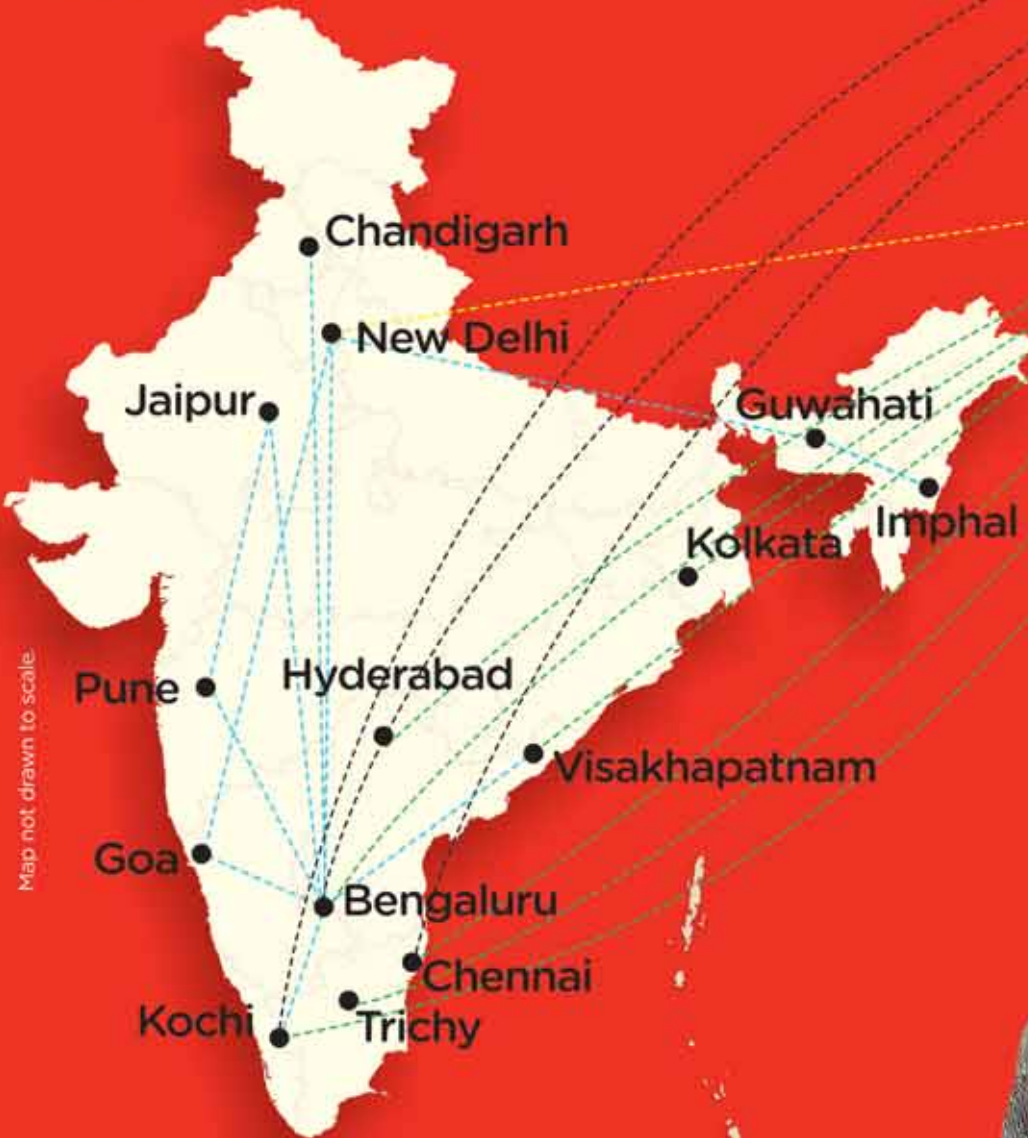 Chandigarh
New Delhi
Jaipur
Guwahati
Imphal
Kolkata
Hyderabad
Pune
Visakhapatnam
Goa
Bengaluru
Chennai
Kochi
Trichy
Map not drawn to scale.